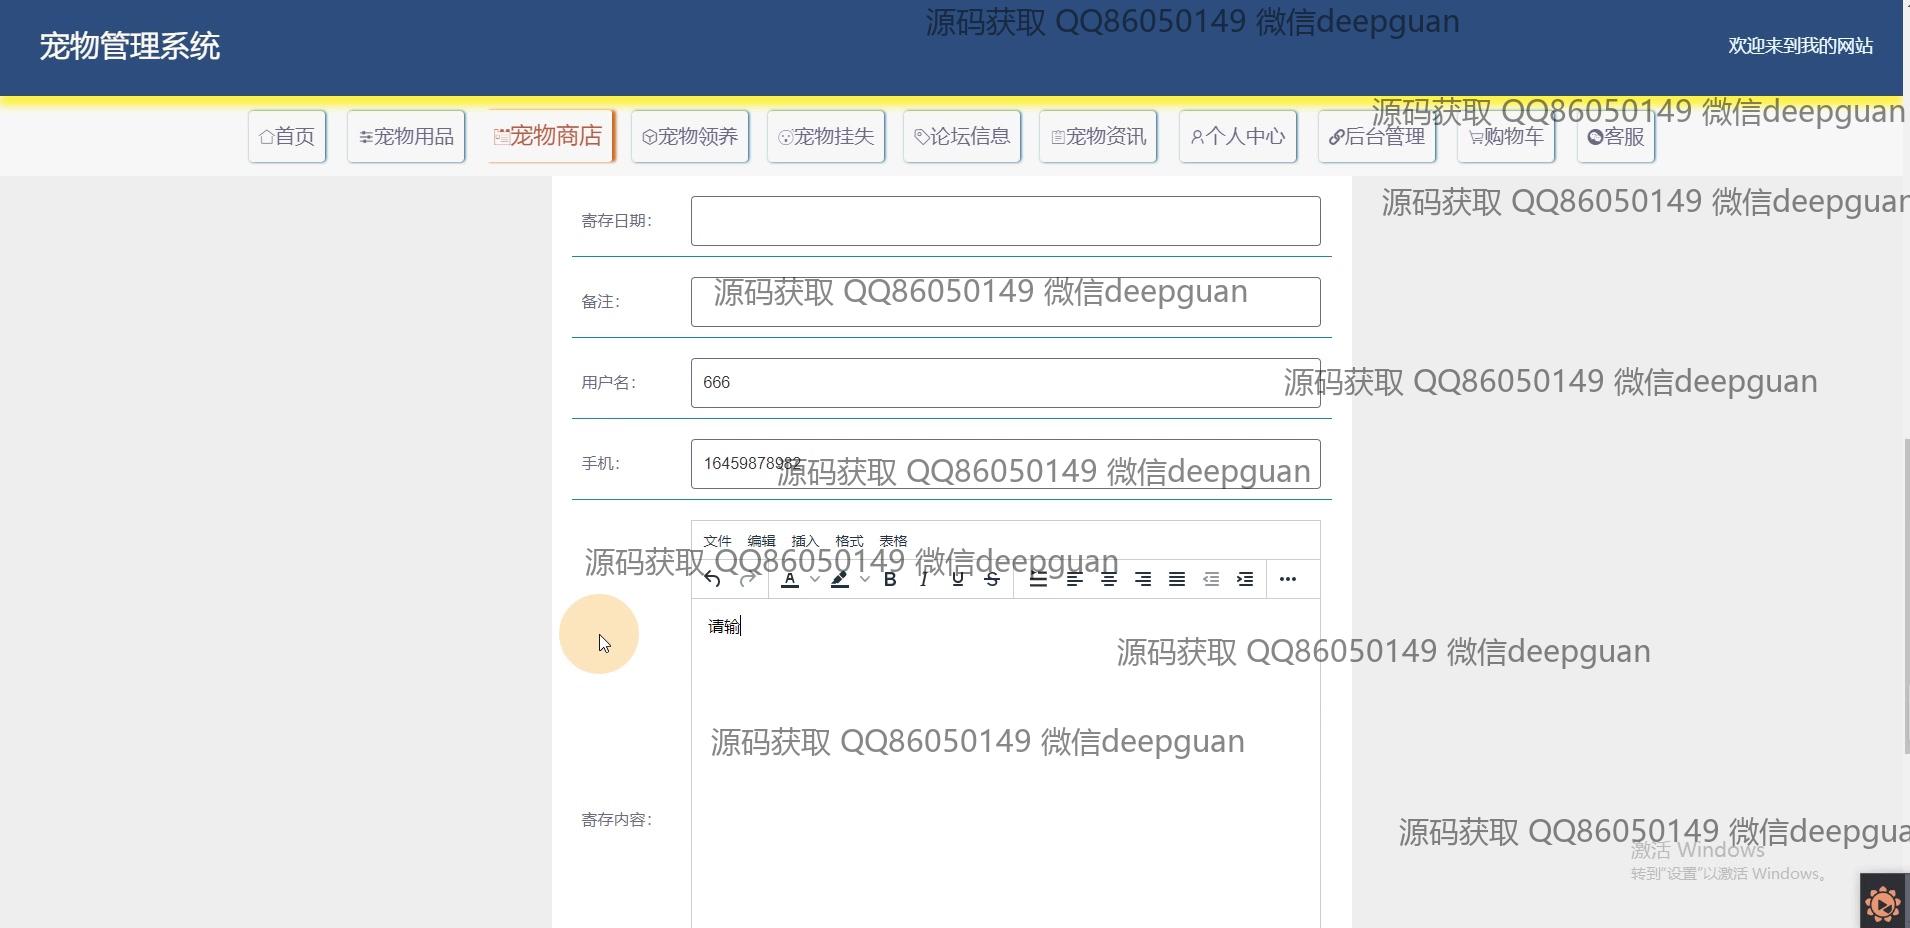 宠物管理系统
源码获取 QQ86050149 微信deepguan
欢迎来到我的网站
源码获取 QQ86050149 微信deepguan
首页
宠物用品
宠物商店
宠物领养
宠物挂失
论坛信息
宠物资讯
个人中心
后台管理
购物车
客服
源码获取 QQ86050149 微信deepguan
寄存日期：
备注：
源码获取 QQ86050149 微信deepguan
用户名：
666
源码获取 QQ86050149 微信deepguan
手机：
16459878982
源码获取 QQ86050149 微信deepguan
文件 编辑 插入 格式 表格
源码获取 QQ86050149 微信deepguan
A B I U S
请输
源码获取 QQ86050149 微信deepguan
源码获取 QQ86050149 微信deepguan
寄存内容：
源码获取 QQ86050149 微信deepgua
激活 Windows
转到"设置"以激活 Windows。